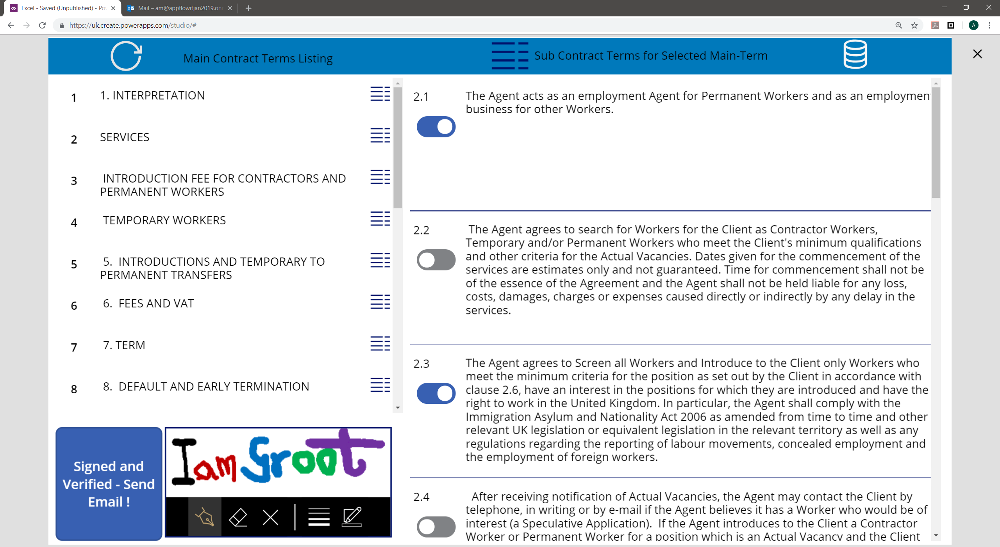 Excel - Saved (Unpublished) - Po
Mail – am@appflowitjan2019.on
https://uk.create.powerapps.com/studio/#
A
Main Contract Terms Listing
Sub Contract Terms for Selected Main-Term
1
1. INTERPRETATION
2
SERVICES
3
INTRODUCTION FEE FOR CONTRACTORS AND
PERMANENT WORKERS
4
TEMPORARY WORKERS
5
5. INTRODUCTIONS AND TEMPORARY TO
PERMANENT TRANSFERS
6
6. FEES AND VAT
7
7. TERM
8
8. DEFAULT AND EARLY TERMINATION
Signed and
Verified - Send
Email !
I am Groot
2.1
The Agent acts as an employment Agent for Permanent Workers and as an employment
business for other Workers.
2.2
The Agent agrees to search for Workers for the Client as Contractor Workers,
Temporary and/or Permanent Workers who meet the Client's minimum qualifications
and other criteria for the Actual Vacancies. Dates given for the commencement of the
services are estimates only and not guaranteed. Time for commencement shall not be
of the essence of the Agreement and the Agent shall not be held liable for any loss,
costs, damages, charges or expenses caused directly or indirectly by any delay in the
services.
2.3
The Agent agrees to Screen all Workers and Introduce to the Client only Workers who
meet the minimum criteria for the position as set out by the Client in accordance with
clause 2.6, have an interest in the positions for which they are introduced and have the
right to work in the United Kingdom. In particular, the Agent shall comply with the
Immigration Asylum and Nationality Act 2006 as amended from time to time and other
relevant UK legislation or equivalent legislation in the relevant territory as well as any
regulations regarding the reporting of labour movements, concealed employment and
the employment of foreign workers.
2.4
After receiving notification of Actual Vacancies, the Agent may contact the Client by
telephone, in writing or by e-mail if the Agent believes it has a Worker who would be of
interest (a Speculative Application). If the Agent introduces to the Client a Contractor
Worker or Permanent Worker for a position which is an Actual Vacancy and the Client